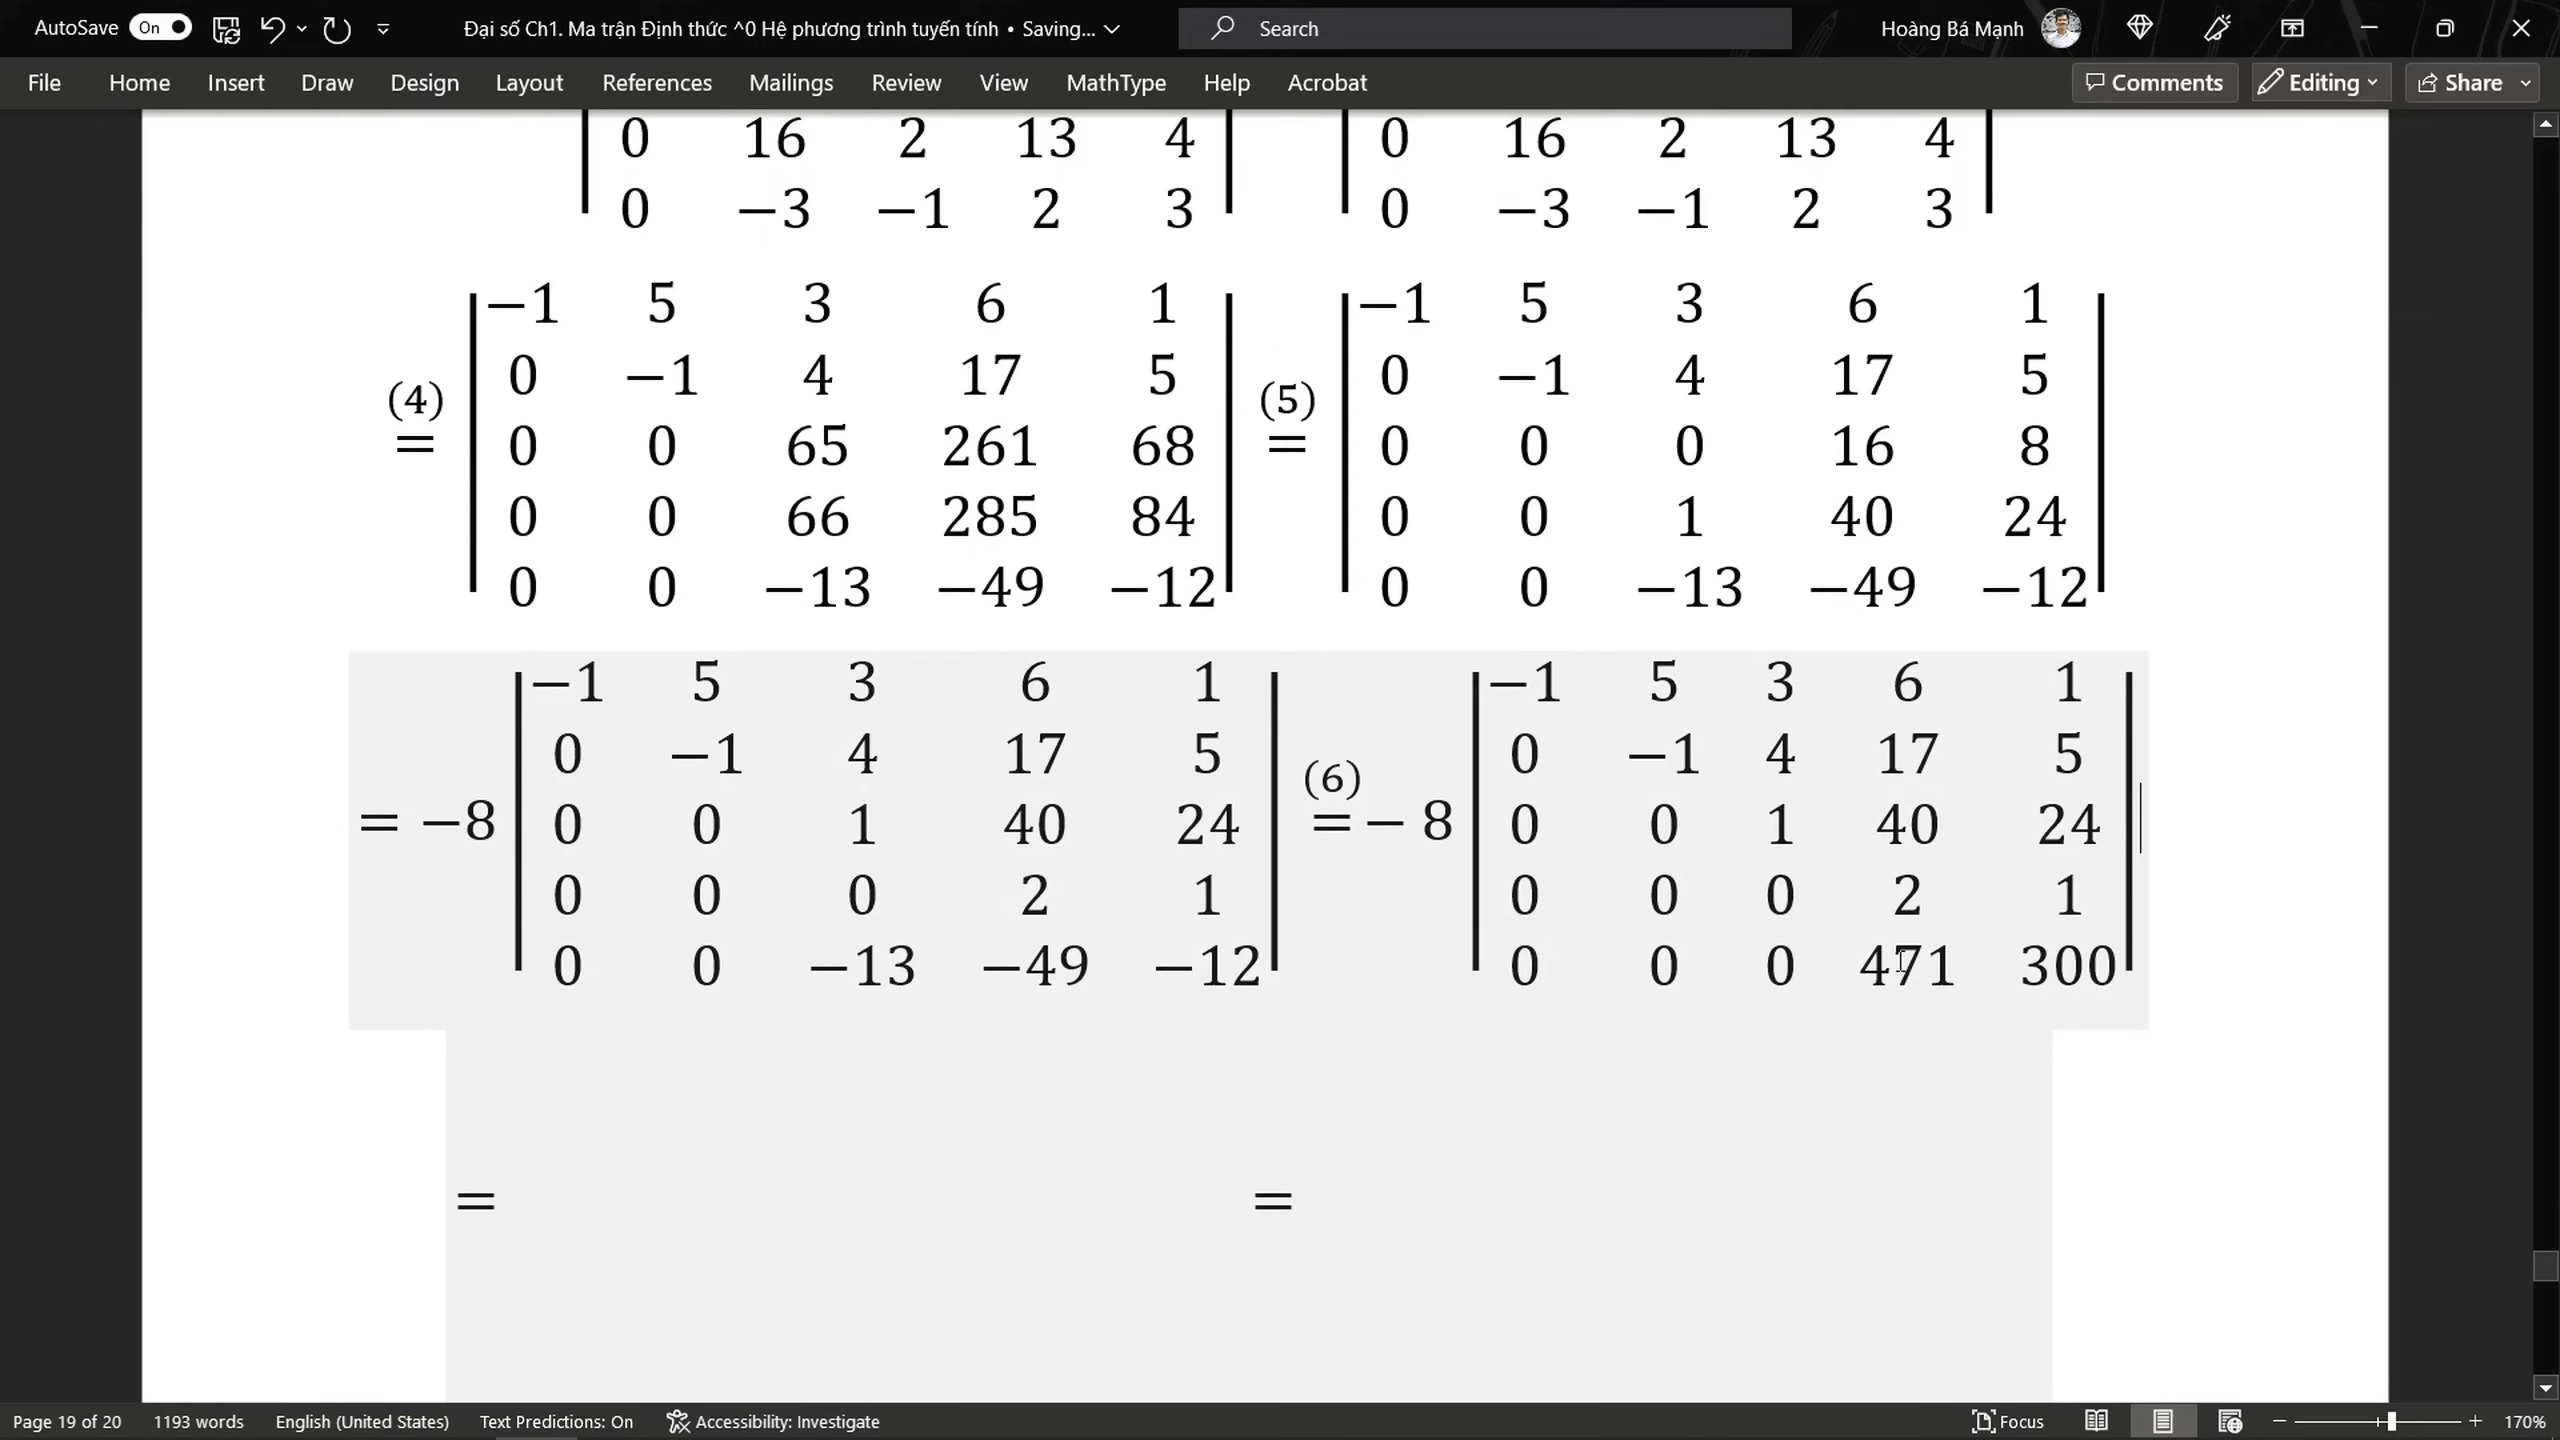 AutoSave On Đại số Ch1. Ma trận Định thức ^0 Hệ phương trình tuyến tính • Saving... Search Hoàng Bá Mạnh
File Home Insert Draw Design Layout References Mailings Review View MathType Help Acrobat Comments Editing Share
0 16 2 13 4 0 16 2 13 4
0 −3 −1 2 3 0 −3 −1 2 3
−1 5 3 6 1 −1 5 3 6 1
0 −1 4 17 5 0 −1 4 17 5
(4) = 0 0 65 261 68 (5) = 0 0 0 16 8
0 0 66 285 84 0 0 1 40 24
0 0 −13 −49 −12 0 0 −13 −49 −12
−1 5 3 6 1 −1 5 3 6 1
0 −1 4 17 5 0 −1 4 17 5
= −8 0 0 1 40 24 (6) = − 8 0 0 1 40 24
0 0 0 2 1 0 0 0 2 1
0 0 −13 −49 −12 0 0 0 471 300
= =
Page 19 of 20 1193 words English (United States) Text Predictions: On Accessibility: Investigate Focus 170%